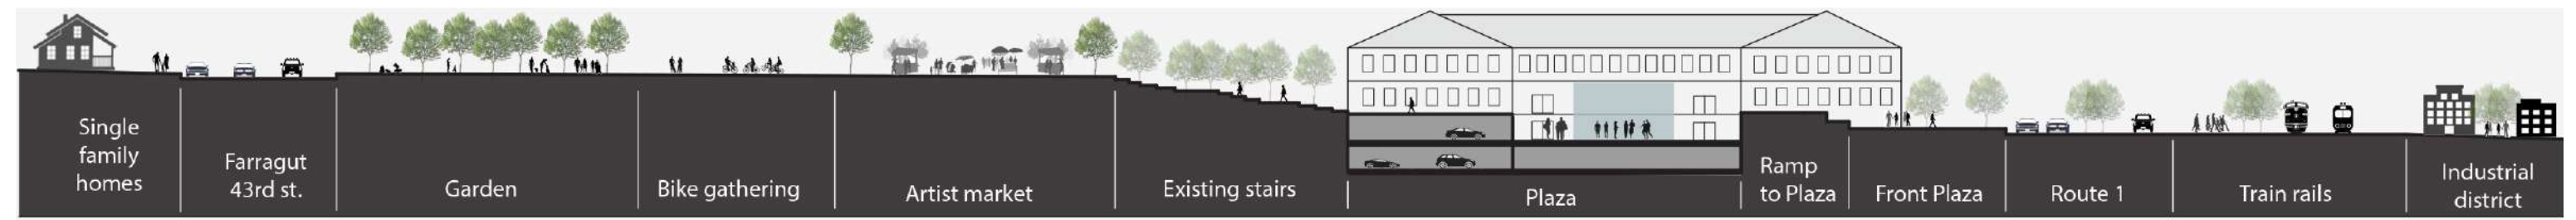 Single
family
homes
Farragut
43rd st.
Garden
Bike gathering
Artist market
Existing stairs
Plaza
Ramp
to Plaza
Front Plaza
Route 1
Train rails
Industrial
district